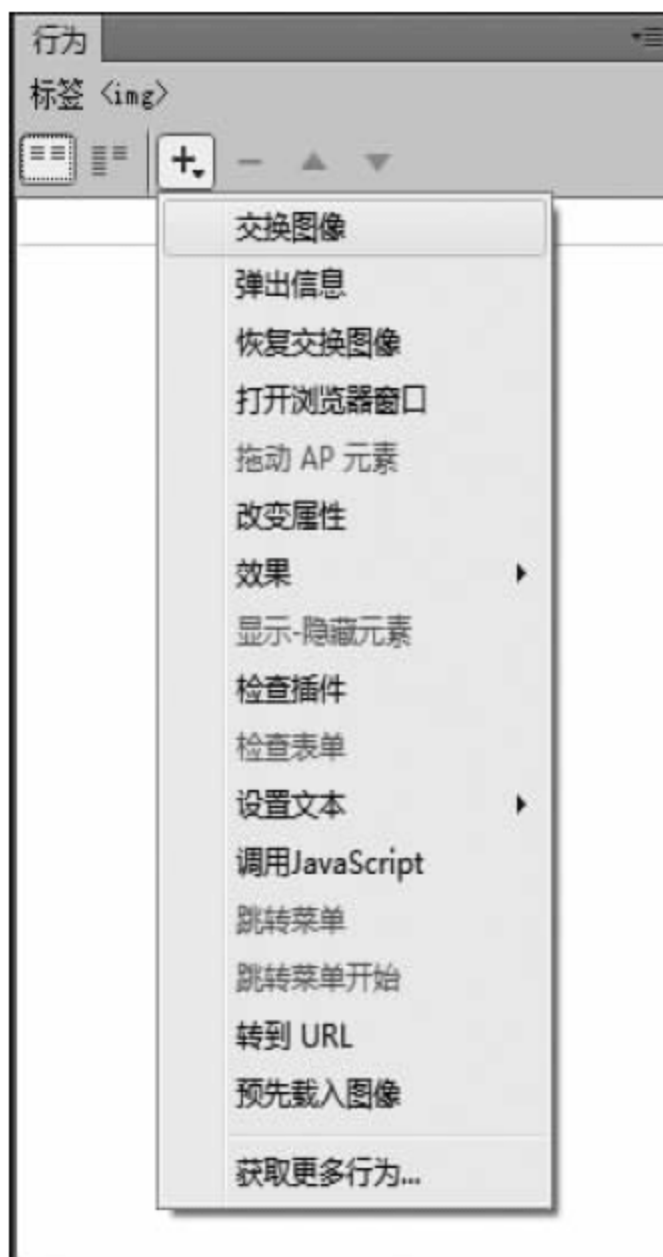 行为
标签 <img>
交换图像
弹出信息
恢复交换图像
打开浏览器窗口
拖动 AP 元素
改变属性
效果
显示-隐藏元素
检查插件
检查表单
设置文本
调用JavaScript
跳转菜单
跳转菜单开始
转到 URL
预先载入图像
获取更多行为...